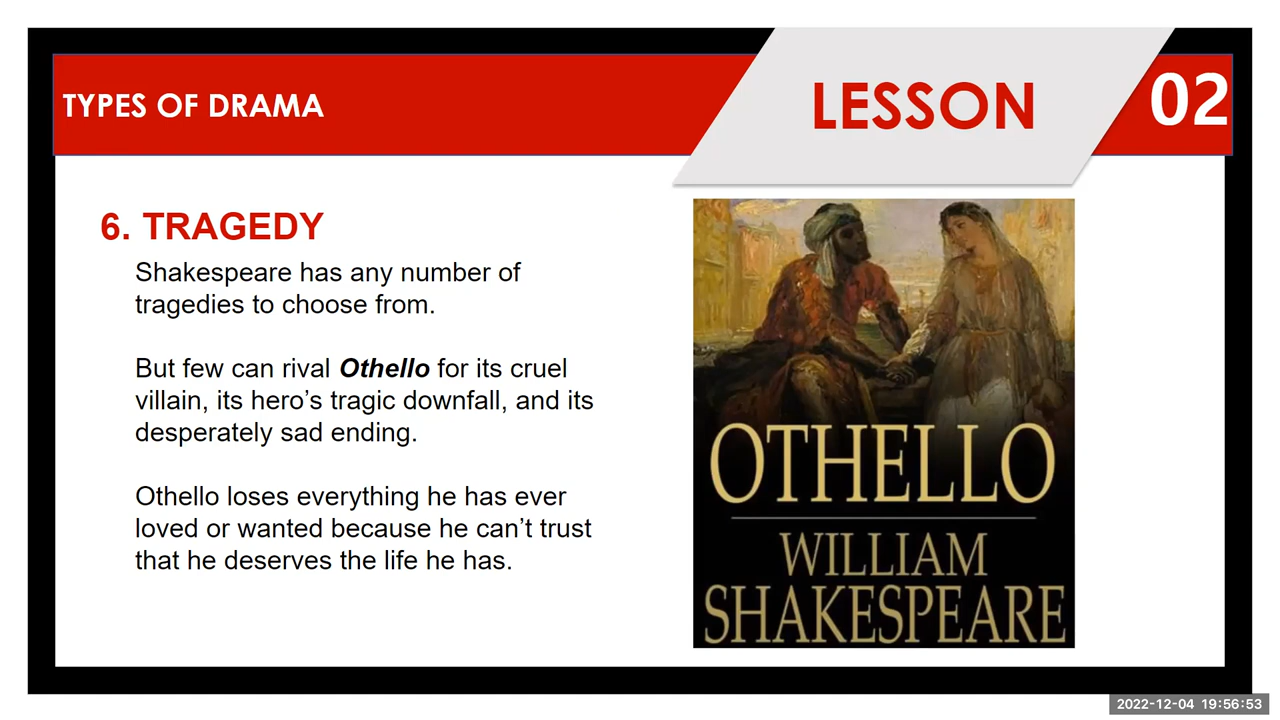 TYPES OF DRAMA
LESSON
02
6. TRAGEDY
Shakespeare has any number of
tragedies to choose from.
But few can rival Othello for its cruel
villain, its hero’s tragic downfall, and its
desperately sad ending.
Othello loses everything he has ever
loved or wanted because he can’t trust
that he deserves the life he has.
OTHELLO
WILLIAM
SHAKESPEARE
2022-12-04 19:56:53